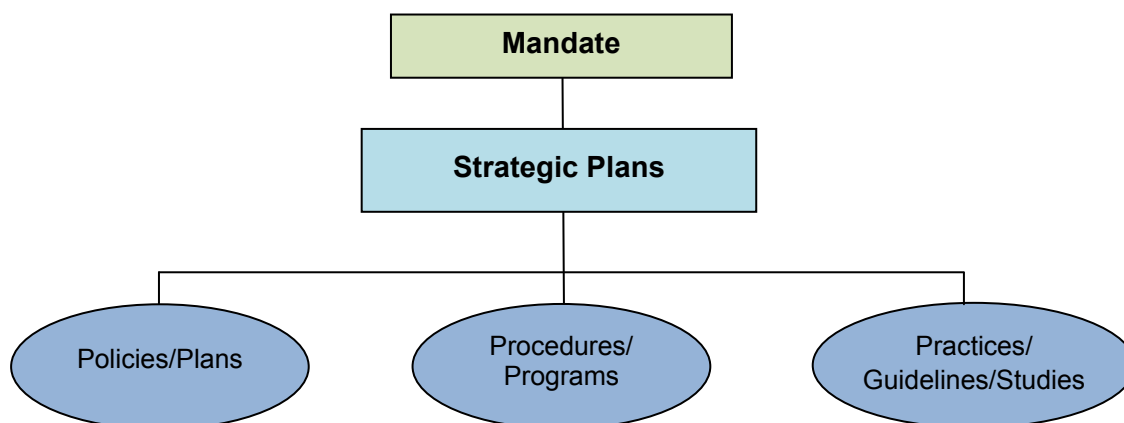 Mandate
Strategic Plans
Policies/Plans
Procedures/
Programs
Practices/
Guidelines/Studies